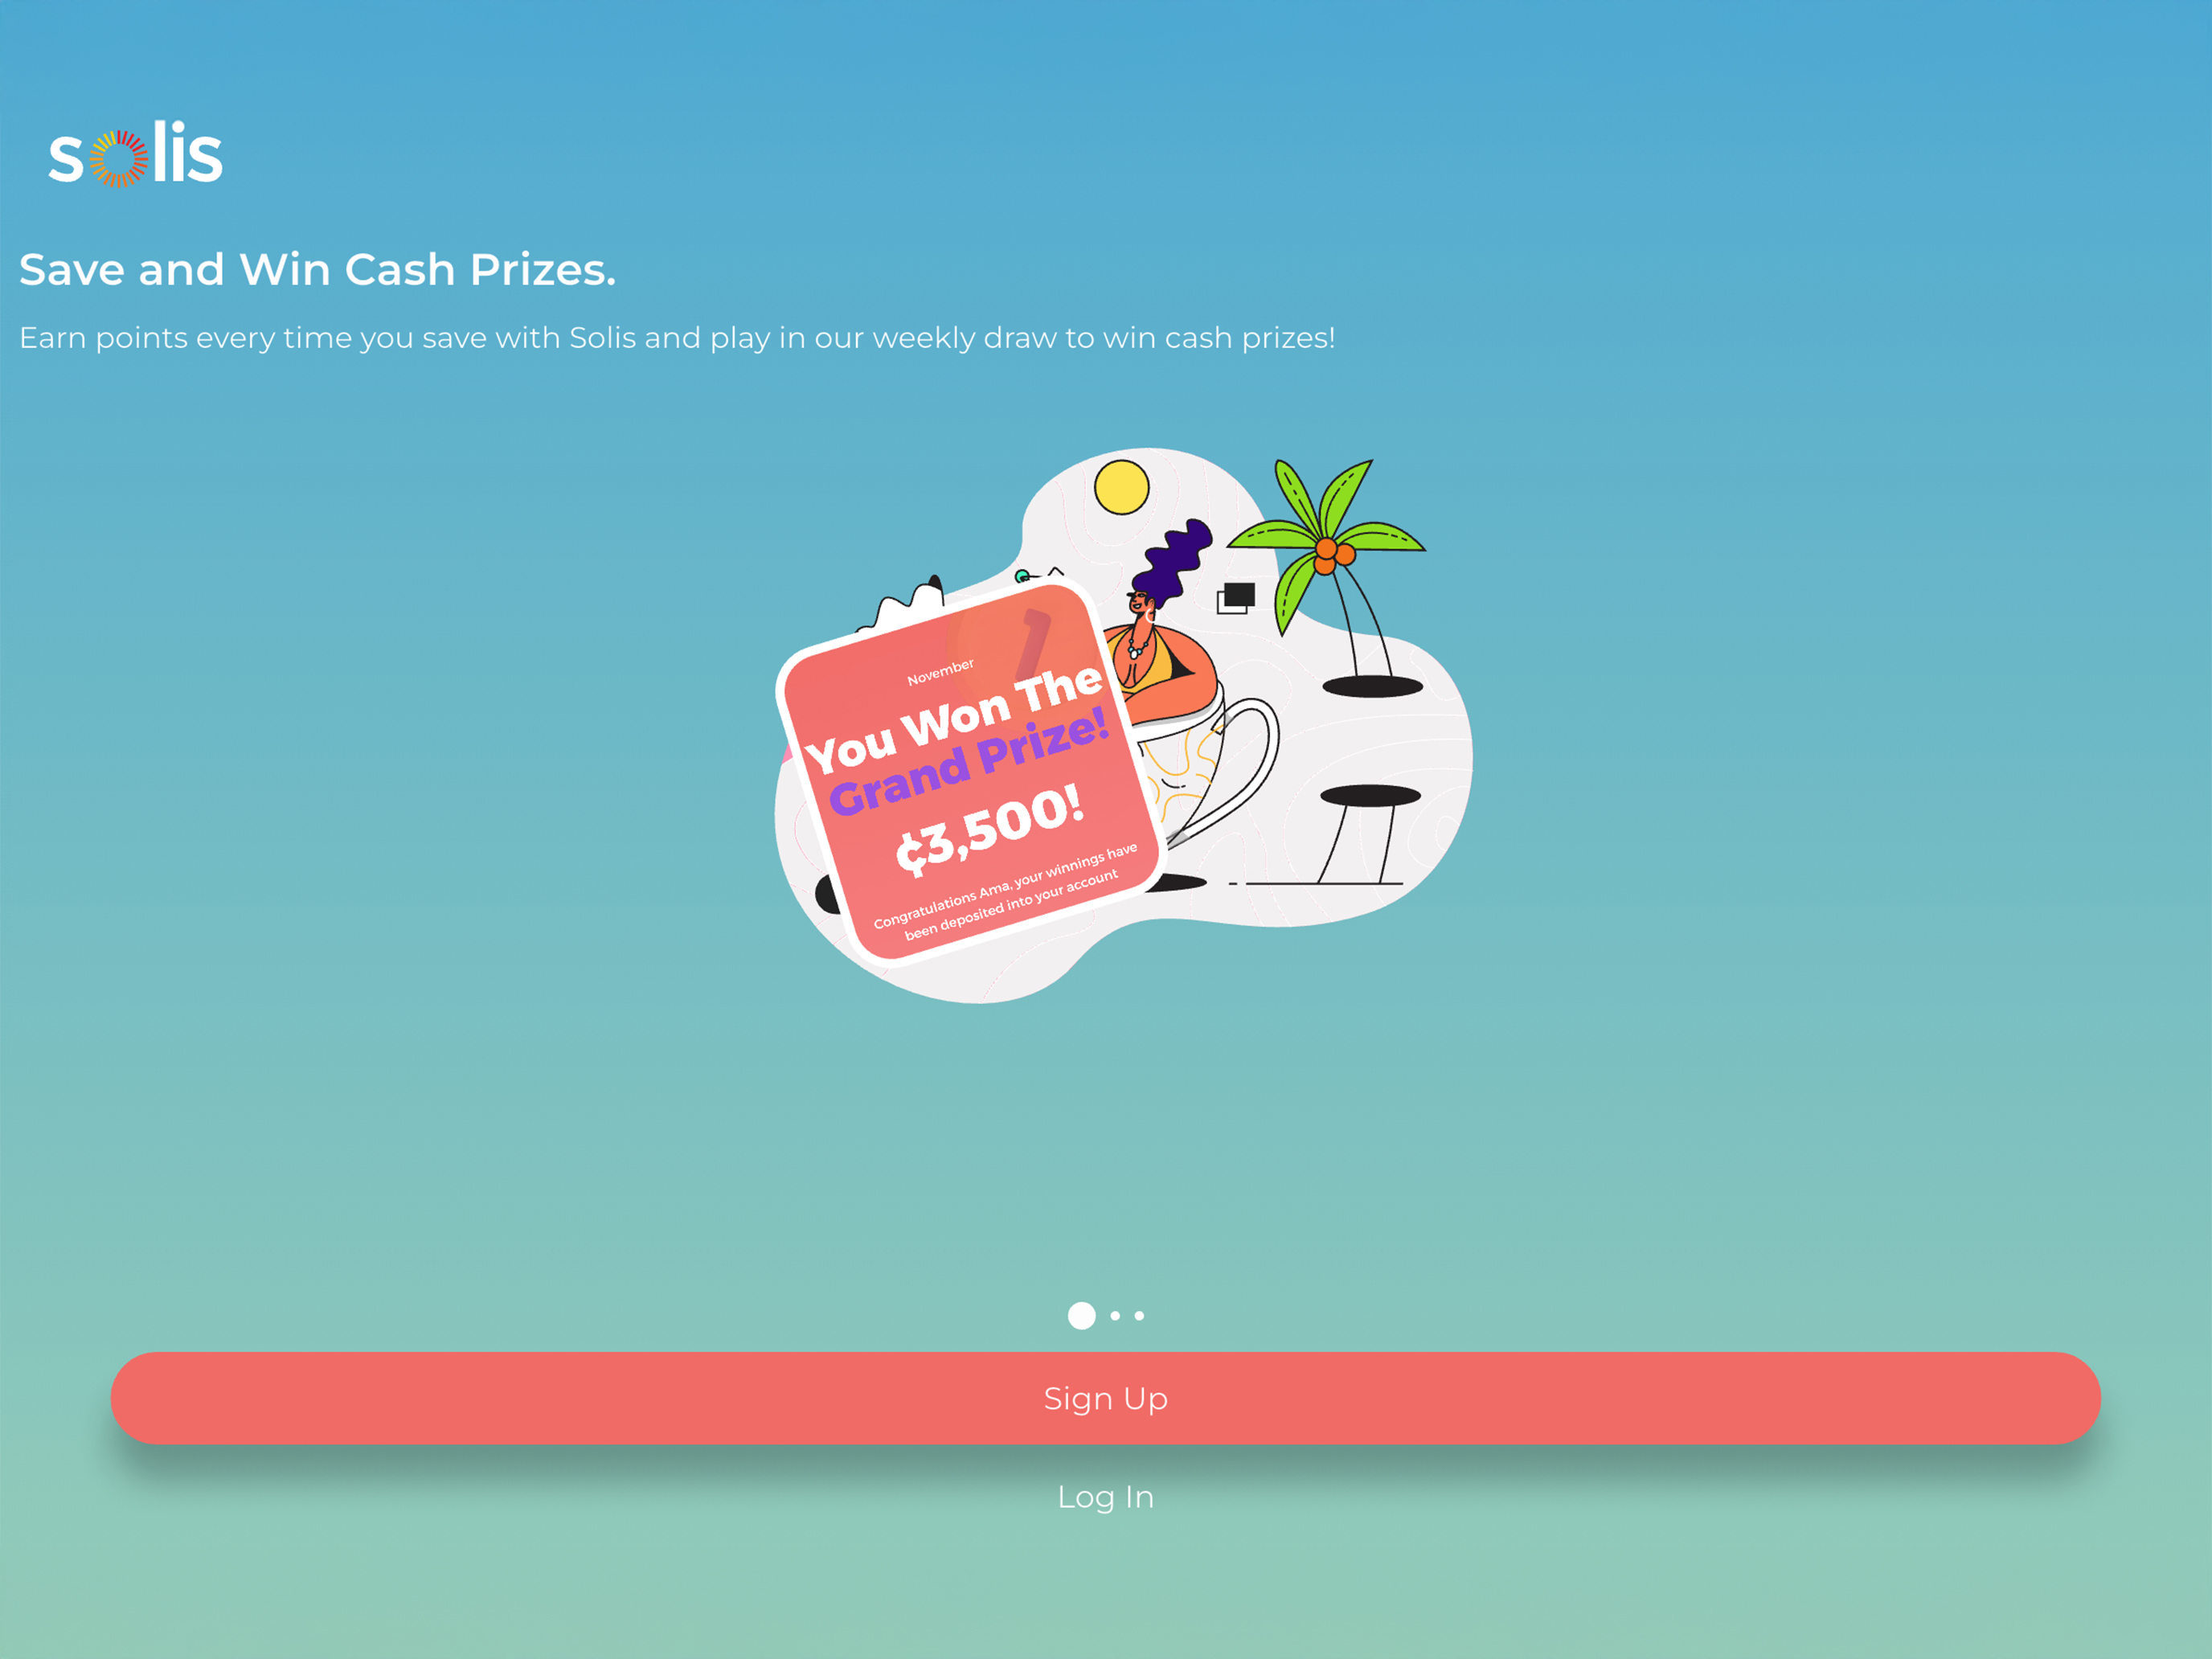 solis
Save and Win Cash Prizes.
Earn points every time you save with Solis and play in our weekly draw to win cash prizes!
November
You Won The
Grand Prize!
₵3,500!
Congratulations Ama, your winnings have
been deposited into your account
Sign Up
Log In